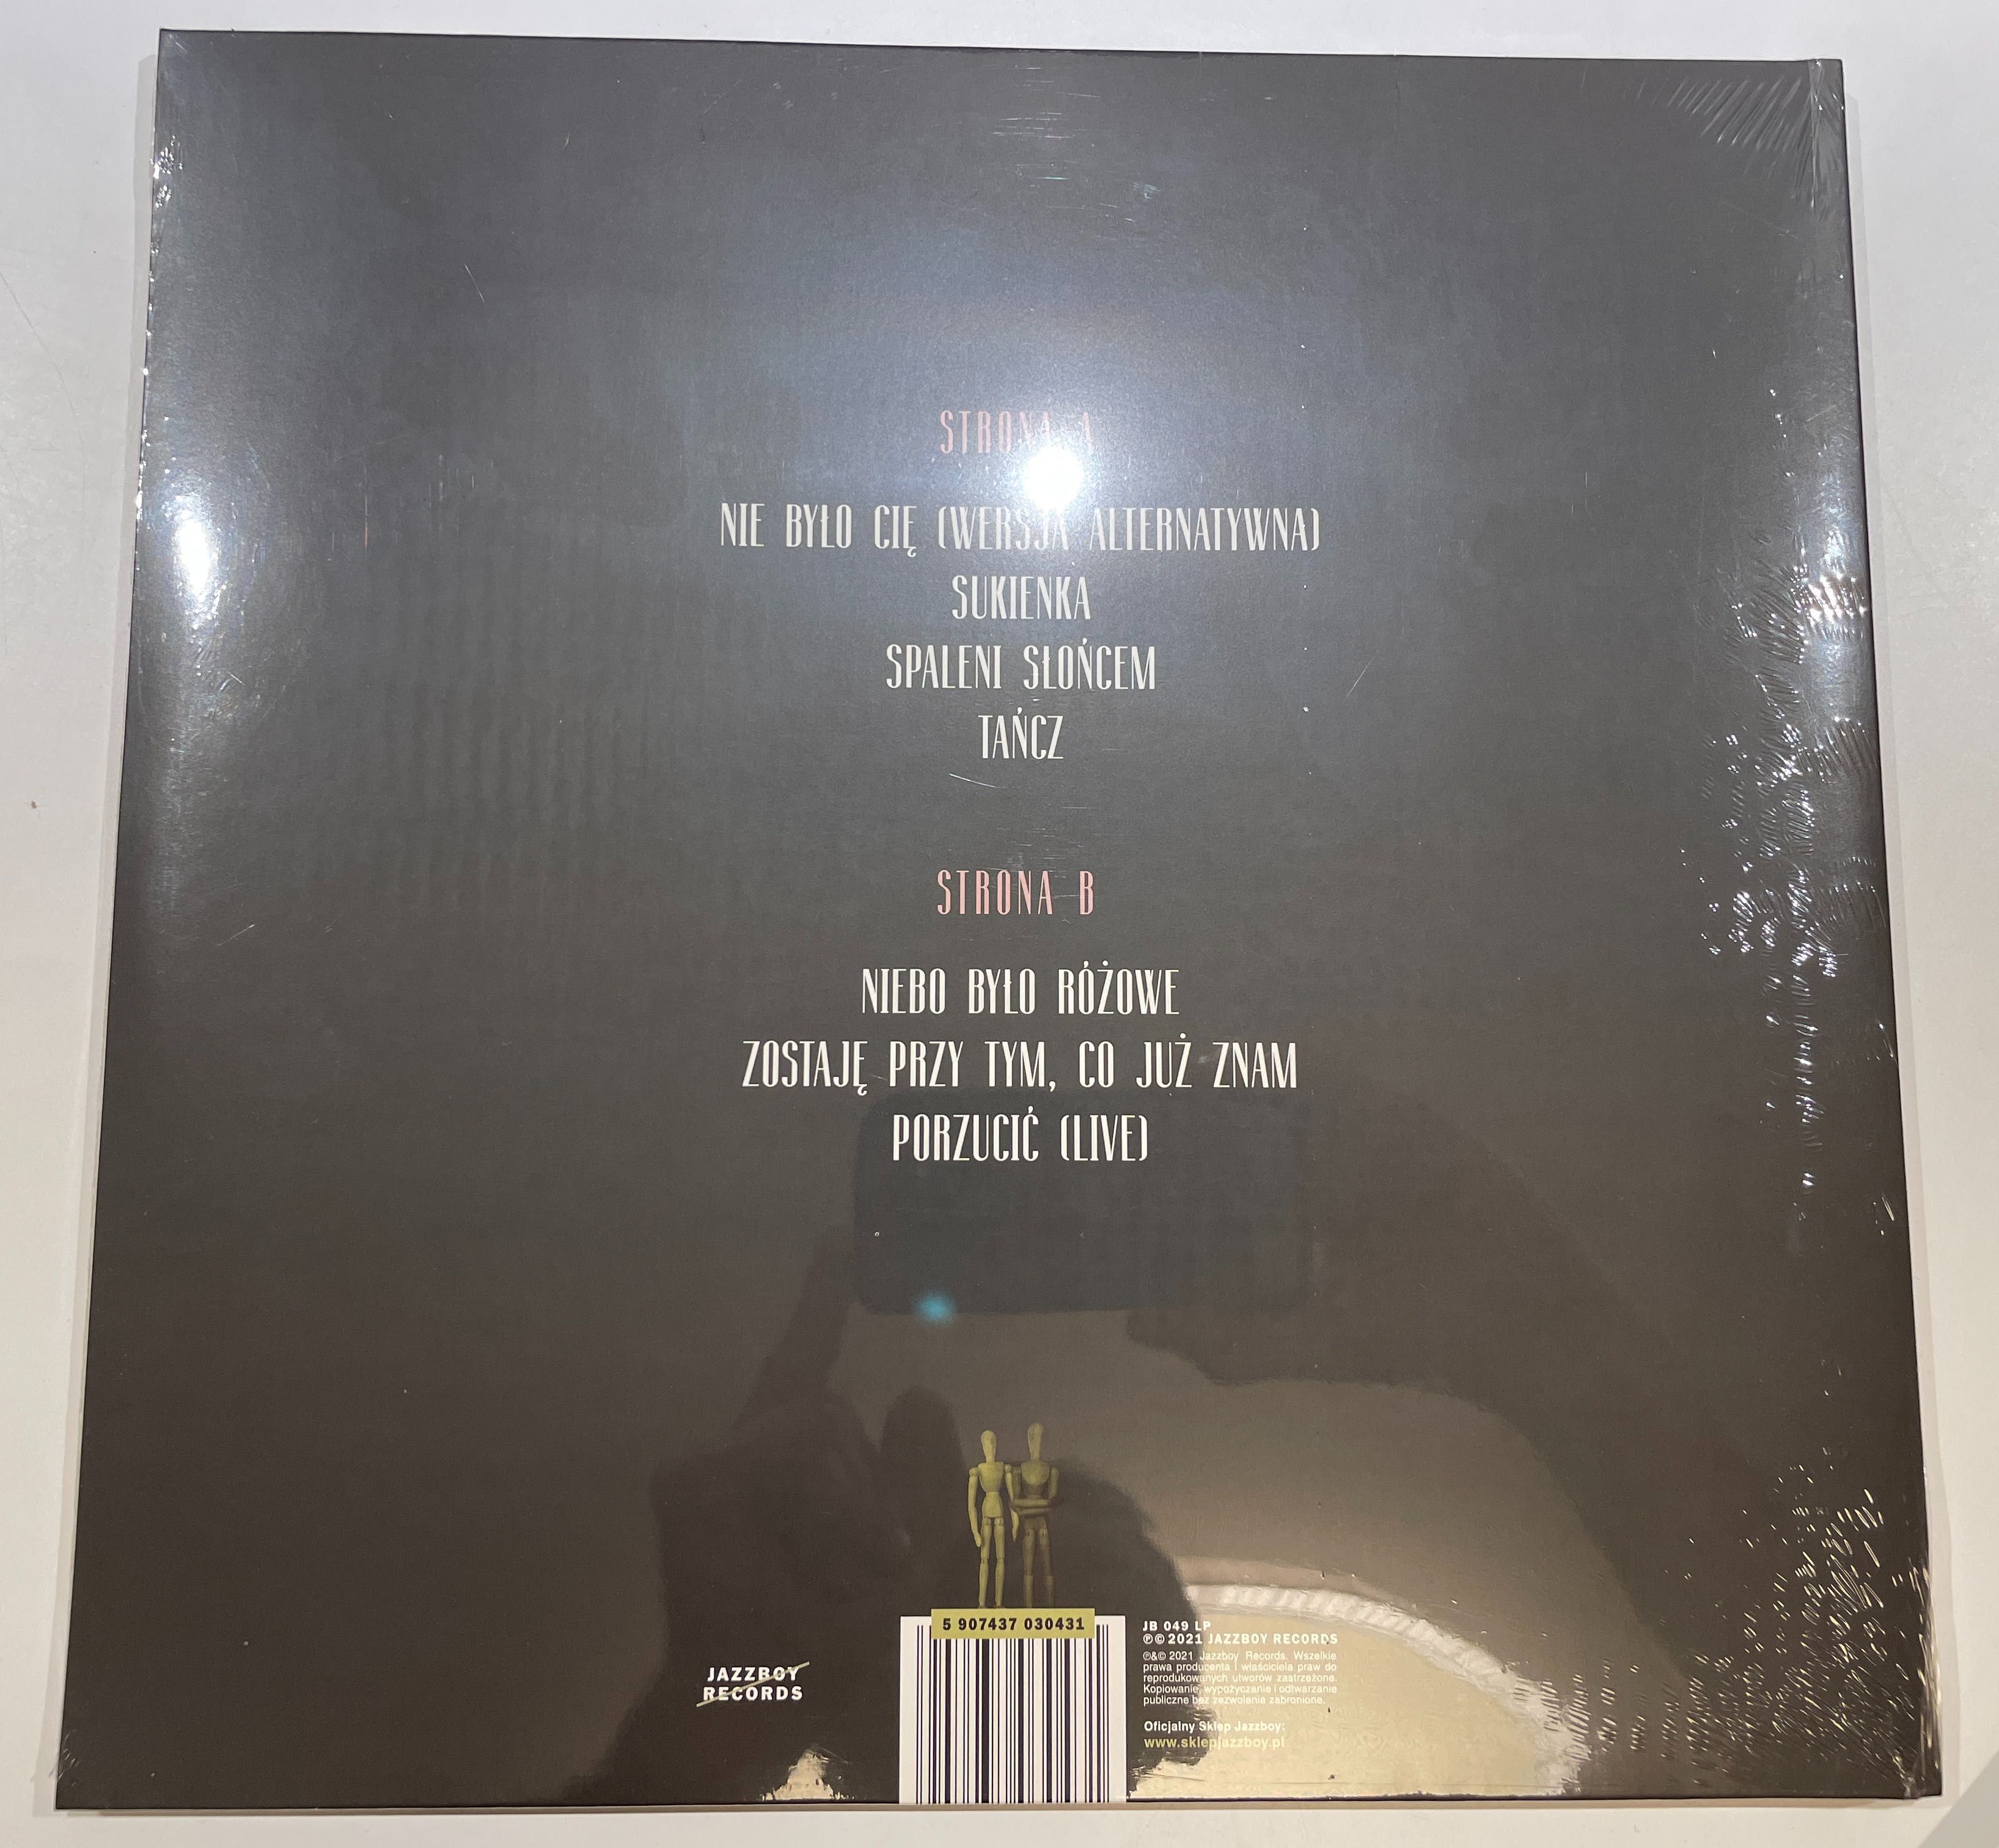 STRONA A
NIE BYŁO CIĘ (WERSJA ALTERNATYWNA)
SUKIENKA
SPALENI SŁOŃCEM
TAŃCZ
STRONA B
NIEBO BYŁO RÓŻOWE
ZOSTAJĘ PRZY TYM, CO JUŻ ZNAM
PORZUCIĆ (LIVE)
JAZZBOY
RECORDS
5 907437 030431
JB 049 LP
℗©2021 JAZZBOY RECORDS
℗&© 2021 Jazzboy Records. Wszelkie
prawa producenta i właściciela praw do
reprodukowanych utworów zastrzeżone.
Kopiowanie, wypożyczanie i odtwarzanie
publiczne bez zezwolenia zabronione.
Oficjalny Sklep Jazzboy:
www.sklepjazzboy.pl